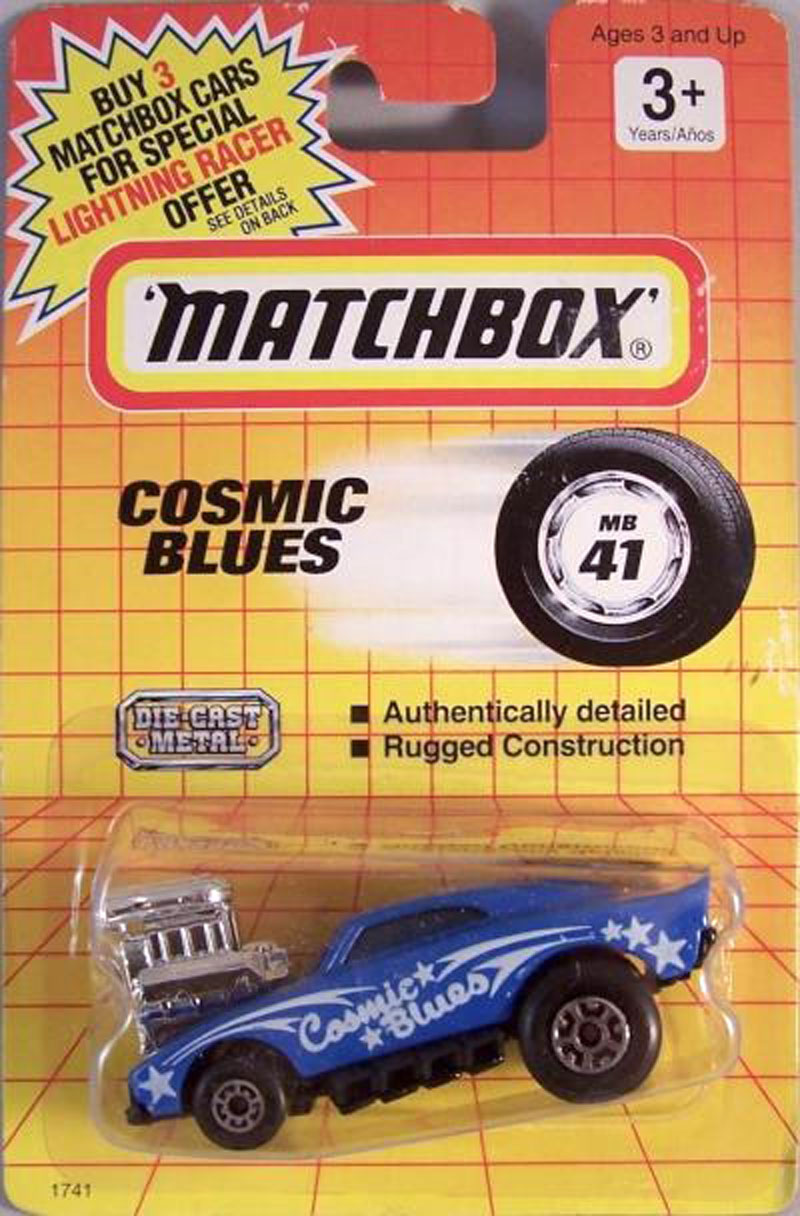 BUY 3
MATCHBOX CARS
FOR SPECIAL
LIGHTNING RACER
OFFER
SEE DETAILS
ON BACK
Ages 3 and Up
3+
Years/Años
'MATCHBOX'®
COSMIC
BLUES
MB
41
DIE-CAST
·METAL·
■ Authentically detailed
■ Rugged Construction
Cosmic
Blues
1741